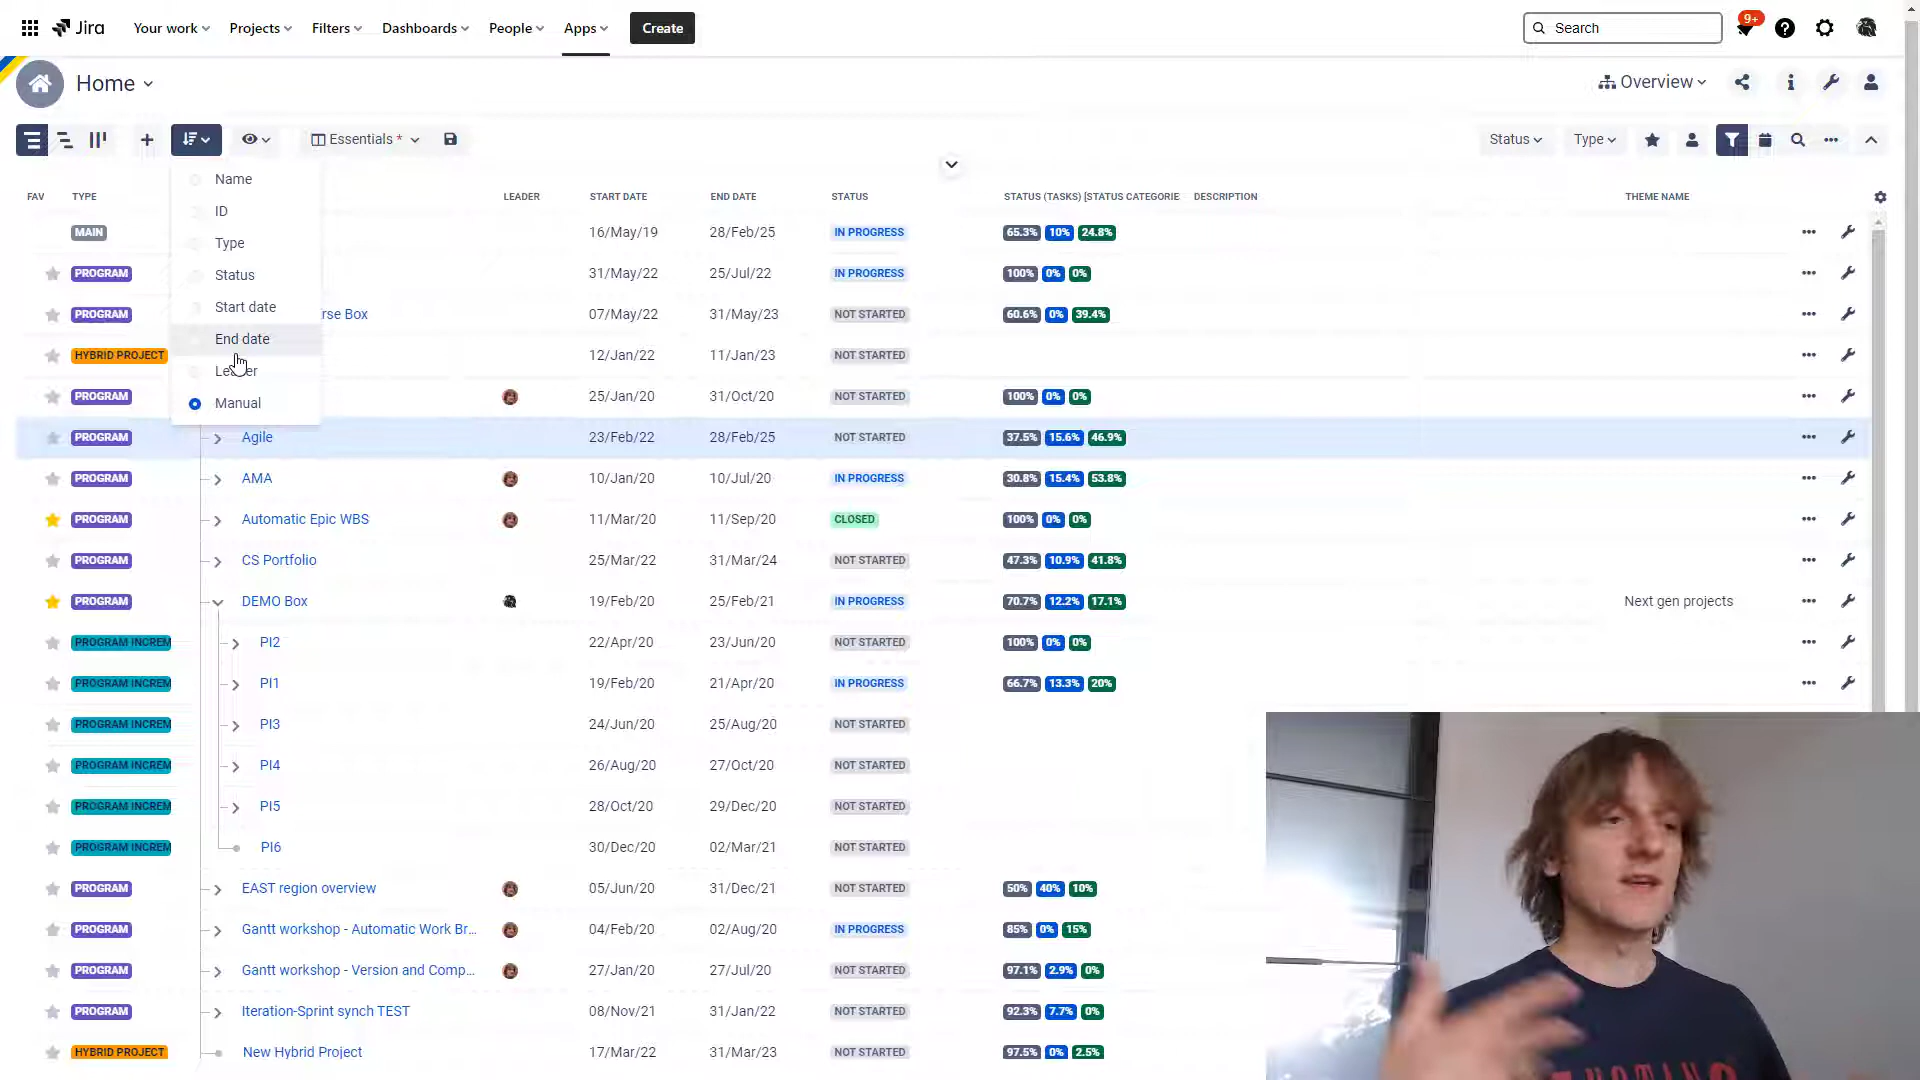 Jira Your work Projects Filters Dashboards People Apps Create Search 9+
Home Overview
Essentials * Status Type
Name
ID
Type
Status
Start date
End date
Manual
FAV TYPE LEADER START DATE END DATE STATUS STATUS (TASKS) [STATUS CATEGORIE DESCRIPTION THEME NAME
MAIN 16/May/19 28/Feb/25 IN PROGRESS 65.3% 10% 24.8%
PROGRAM 31/May/22 25/Jul/22 IN PROGRESS 100% 0% 0%
PROGRAM rse Box 07/May/22 31/May/23 NOT STARTED 60.6% 0% 39.4%
HYBRID PROJECT 12/Jan/22 11/Jan/23 NOT STARTED
PROGRAM 25/Jan/20 31/Oct/20 NOT STARTED 100% 0% 0%
PROGRAM Agile 23/Feb/22 28/Feb/25 NOT STARTED 37.5% 15.6% 46.9%
PROGRAM AMA 10/Jan/20 10/Jul/20 IN PROGRESS 30.8% 15.4% 53.8%
PROGRAM Automatic Epic WBS 11/Mar/20 11/Sep/20 CLOSED 100% 0% 0%
PROGRAM CS Portfolio 25/Mar/22 31/Mar/24 NOT STARTED 47.3% 10.9% 41.8%
PROGRAM DEMO Box 19/Feb/20 25/Feb/21 IN PROGRESS 70.7% 12.2% 17.1% Next gen projects
PROGRAM INCREM PI2 22/Apr/20 23/Jun/20 NOT STARTED 100% 0% 0%
PROGRAM INCREM PI1 19/Feb/20 21/Apr/20 IN PROGRESS 66.7% 13.3% 20%
PROGRAM INCREM PI3 24/Jun/20 25/Aug/20 NOT STARTED
PROGRAM INCREM PI4 26/Aug/20 27/Oct/20 NOT STARTED
PROGRAM INCREM PI5 28/Oct/20 29/Dec/20 NOT STARTED
PROGRAM INCREM PI6 30/Dec/20 02/Mar/21 NOT STARTED
PROGRAM EAST region overview 05/Jun/20 31/Dec/21 NOT STARTED 50% 40% 10%
PROGRAM Gantt workshop - Automatic Work Br... 04/Feb/20 02/Aug/20 IN PROGRESS 85% 0% 15%
PROGRAM Gantt workshop - Version and Comp... 27/Jan/20 27/Jul/20 NOT STARTED 97.1% 2.9% 0%
PROGRAM Iteration-Sprint synch TEST 08/Nov/21 31/Jan/22 NOT STARTED 92.3% 7.7% 0%
HYBRID PROJECT New Hybrid Project 17/Mar/22 31/Mar/23 NOT STARTED 97.5% 0% 2.5%